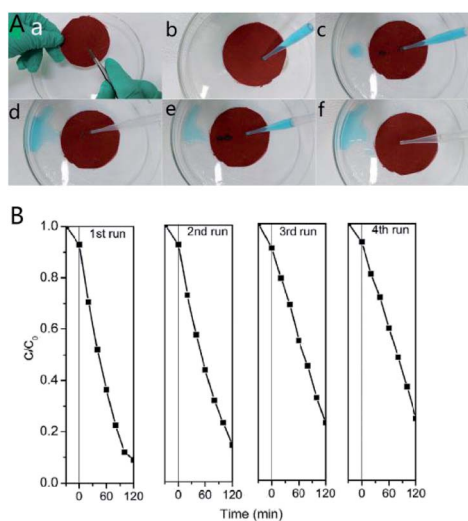 A
a
b
c
d
e
f
B
1st run
2nd run
3rd run
4th run
C/C₀
1.0
0.8
0.6
0.4
0.2
0.0
0 60 120 0 60 120 0 60 120 0 60 120
Time (min)